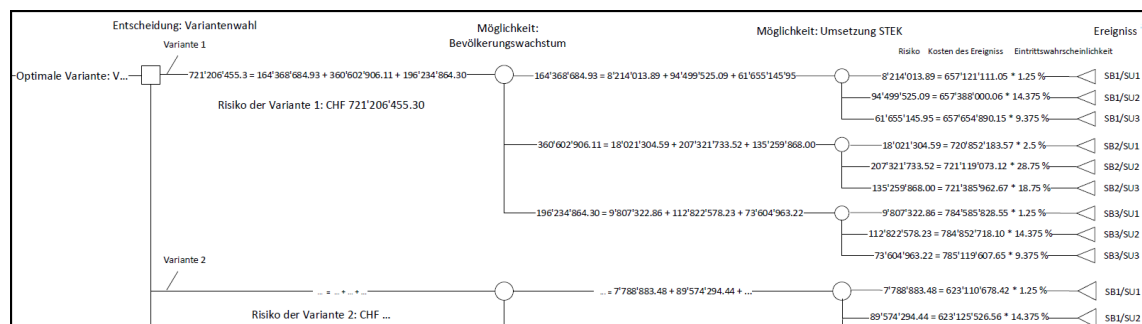 Entscheidung: Variantenwahl
Möglichkeit:
Bevölkerungswachstum
Möglichkeit: Umsetzung STEK
Ereigniss
Variante 1
Risiko Kosten des Ereigniss Eintrittswahrscheinlichkeit
Optimale Variante: V...
721'206'455.3 = 164'368'684.93 + 360'602'906.11 + 196'234'864.30
164'368'684.93 = 8'214'013.89 + 94'499'525.09 + 61'655'145'95
8'214'013.89 = 657'121'111.05 * 1.25 %
SB1/SU1
94'499'525.09 = 657'388'000.06 * 14.375 %
SB1/SU2
Risiko der Variante 1: CHF 721'206'455.30
61'655'145.95 = 657'654'890.15 * 9.375 %
SB1/SU3
360'602'906.11 = 18'021'304.59 + 207'321'733.52 + 135'259'868.00
18'021'304.59 = 720'852'183.57 * 2.5 %
SB2/SU1
207'321'733.52 = 721'119'073.12 * 28.75 %
SB2/SU2
135'259'868.00 = 721'385'962.67 * 18.75 %
SB2/SU3
196'234'864.30 = 9'807'322.86 + 112'822'578.23 + 73'604'963.22
9'807'322.86 = 784'585'828.55 * 1.25 %
SB3/SU1
112'822'578.23 = 784'852'718.10 * 14.375 %
SB3/SU2
73'604'963.22 = 785'119'607.65 * 9.375 %
SB3/SU3
Variante 2
... = ... + ... + ...
... = 7'788'883.48 + 89'574'294.44 + ...
7'788'883.48 = 623'110'678.42 * 1.25 %
SB1/SU1
Risiko der Variante 2: CHF ...
89'574'294.44 = 623'125'526.56 * 14.375 %
SB1/SU2